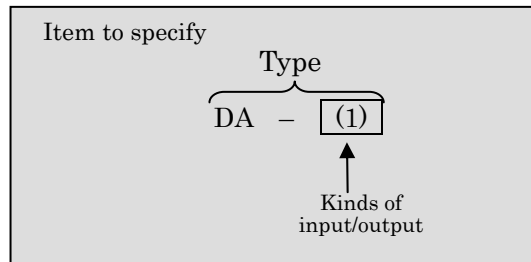 Item to specify
Type
DA – (1)
Kinds of
input/output